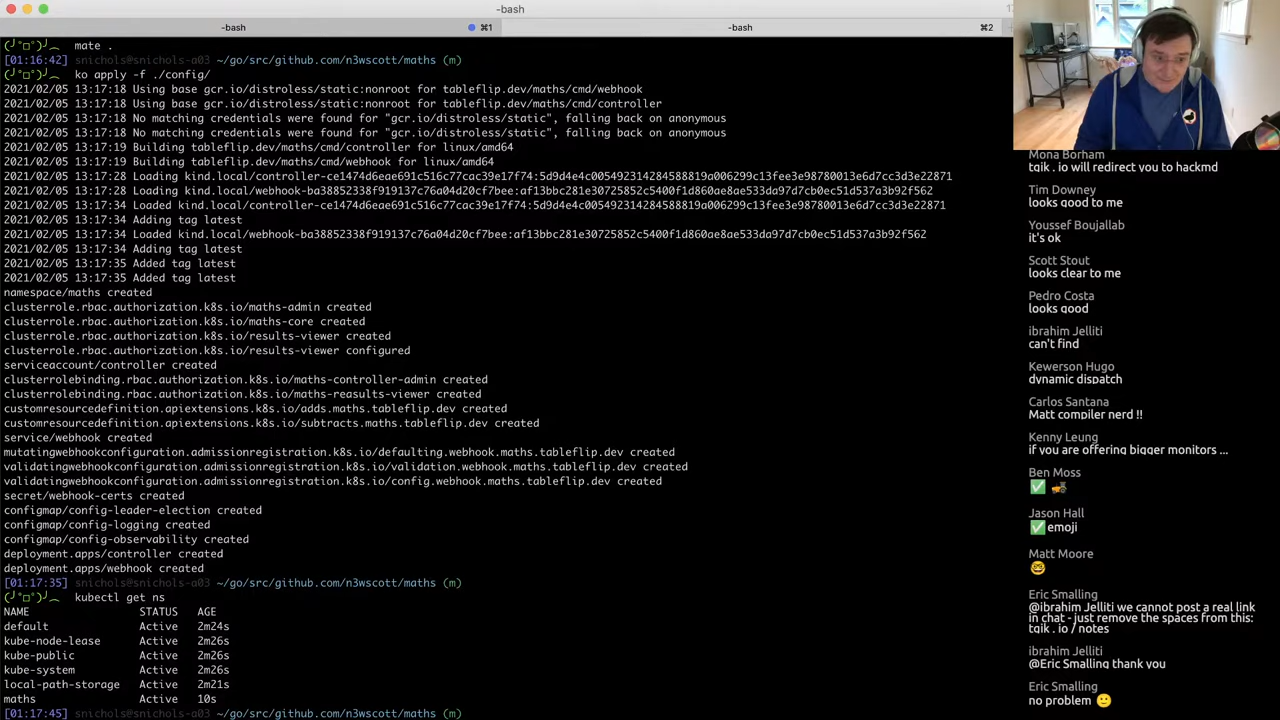 -bash
-bash
⌘1
-bash
⌘2
(╯°□°)╯︵ mate .
[01:16:42] snichols@snichols-a03 ~/go/src/github.com/n3wscott/maths (m)
(╯°□°)╯︵ ko apply -f ./config/
2021/02/05 13:17:18 Using base gcr.io/distroless/static:nonroot for tableflip.dev/maths/cmd/webhook
2021/02/05 13:17:18 Using base gcr.io/distroless/static:nonroot for tableflip.dev/maths/cmd/controller
2021/02/05 13:17:18 No matching credentials were found for "gcr.io/distroless/static", falling back on anonymous
2021/02/05 13:17:18 No matching credentials were found for "gcr.io/distroless/static", falling back on anonymous
2021/02/05 13:17:19 Building tableflip.dev/maths/cmd/controller for linux/amd64
2021/02/05 13:17:19 Building tableflip.dev/maths/cmd/webhook for linux/amd64
2021/02/05 13:17:28 Loading kind.local/controller-ce1474d6eae691c516c77cac39e17f74:5d9d4e4c005492314284588819a006299c13fee3e98780013e6d7cc3d3e22871
2021/02/05 13:17:28 Loading kind.local/webhook-ba38852338f919137c76a04d20cf7bee:af13bbc281e30725852c5400f1d860ae8ae533da97d7cb0ec51d537a3b92f562
2021/02/05 13:17:34 Loaded kind.local/controller-ce1474d6eae691c516c77cac39e17f74:5d9d4e4c005492314284588819a006299c13fee3e98780013e6d7cc3d3e22871
2021/02/05 13:17:34 Adding tag latest
2021/02/05 13:17:34 Loaded kind.local/webhook-ba38852338f919137c76a04d20cf7bee:af13bbc281e30725852c5400f1d860ae8ae533da97d7cb0ec51d537a3b92f562
2021/02/05 13:17:34 Adding tag latest
2021/02/05 13:17:35 Added tag latest
2021/02/05 13:17:35 Added tag latest
namespace/maths created
clusterrole.rbac.authorization.k8s.io/maths-admin created
clusterrole.rbac.authorization.k8s.io/maths-core created
clusterrole.rbac.authorization.k8s.io/results-viewer created
clusterrole.rbac.authorization.k8s.io/results-viewer configured
serviceaccount/controller created
clusterrolebinding.rbac.authorization.k8s.io/maths-controller-admin created
clusterrolebinding.rbac.authorization.k8s.io/maths-reasults-viewer created
customresourcedefinition.apiextensions.k8s.io/adds.maths.tableflip.dev created
customresourcedefinition.apiextensions.k8s.io/subtracts.maths.tableflip.dev created
service/webhook created
mutatingwebhookconfiguration.admissionregistration.k8s.io/defaulting.webhook.maths.tableflip.dev created
validatingwebhookconfiguration.admissionregistration.k8s.io/validation.webhook.maths.tableflip.dev created
validatingwebhookconfiguration.admissionregistration.k8s.io/config.webhook.maths.tableflip.dev created
secret/webhook-certs created
configmap/config-leader-election created
configmap/config-logging created
configmap/config-observability created
deployment.apps/controller created
deployment.apps/webhook created
[01:17:35] snichols@snichols-a03 ~/go/src/github.com/n3wscott/maths (m)
(╯°□°)╯︵ kubectl get ns
NAME STATUS AGE
default Active 2m24s
kube-node-lease Active 2m26s
kube-public Active 2m26s
kube-system Active 2m26s
local-path-storage Active 2m21s
maths Active 10s
[01:17:45] snichols@snichols-a03 ~/go/src/github.com/n3wscott/maths (m)
Mona Borham
tgik . io will redirect you to hackmd
Tim Downey
looks good to me
Youssef Boujallab
it's ok
Scott Stout
looks clear to me
Pedro Costa
looks good
ibrahim Jelliti
can't find
Kewerson Hugo
dynamic dispatch
Carlos Santana
Matt compiler nerd !!
Kenny Leung
if you are offering bigger monitors ...
Ben Moss
✅ 🚜
Jason Hall
✅ emoji
Matt Moore
🤓
Eric Smalling
@ibrahim Jelliti we cannot post a real link
in chat - just remove the spaces from this:
tgik . io / notes
ibrahim Jelliti
@Eric Smalling thank you
Eric Smalling
no problem 🙂